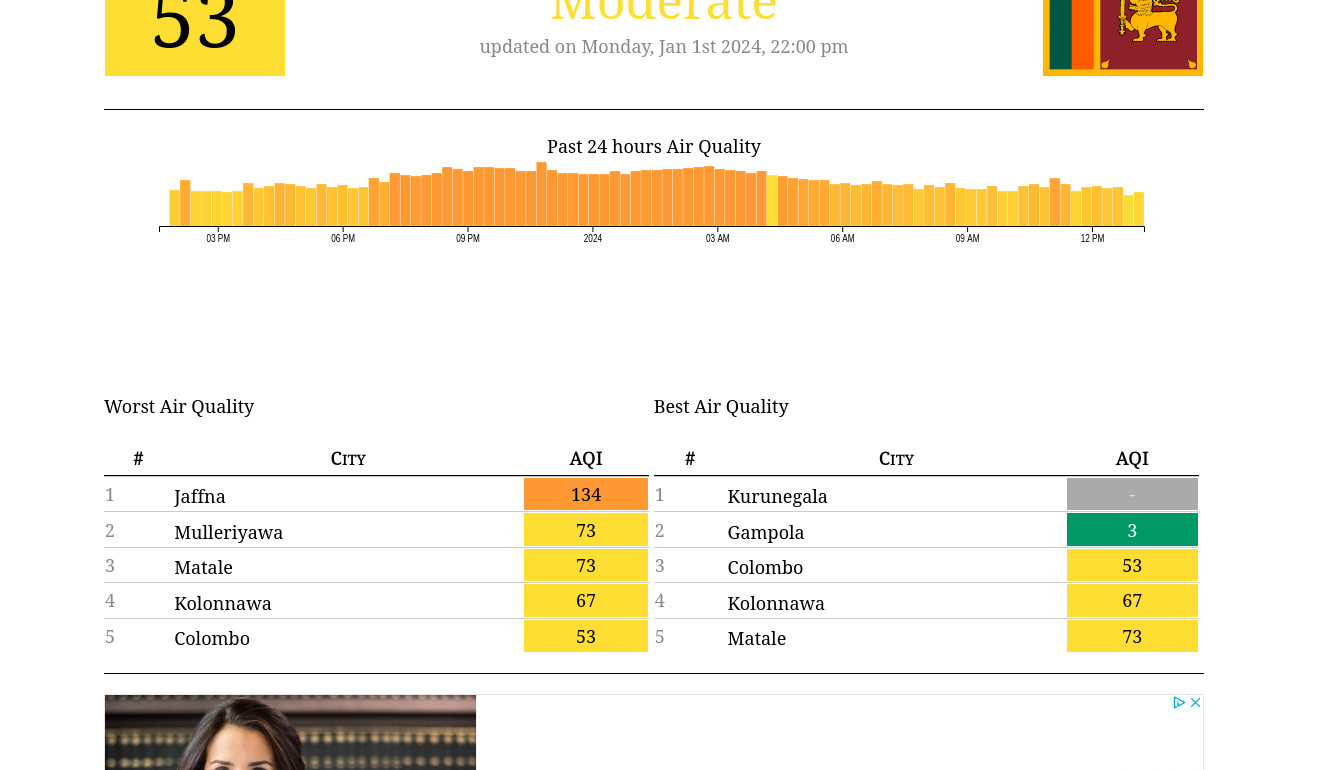 53
Moderate
updated on Monday, Jan 1st 2024, 22:00 pm
Past 24 hours Air Quality
03 PM 06 PM 09 PM 2024 03 AM 06 AM 09 AM 12 PM
Worst Air Quality
# City AQI
1 Jaffna 134
2 Mulleriyawa 73
3 Matale 73
4 Kolonnawa 67
5 Colombo 53
Best Air Quality
# City AQI
1 Kurunegala -
2 Gampola 3
3 Colombo 53
4 Kolonnawa 67
5 Matale 73